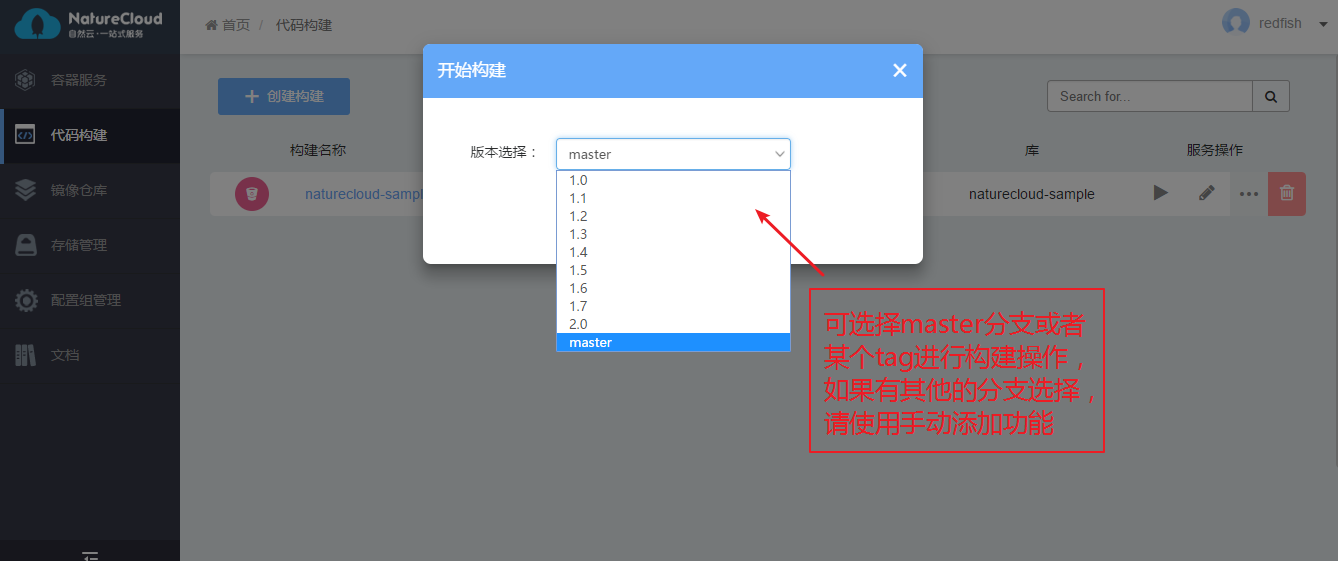 NatureCloud
自然云·一站式服务
首页 / 代码构建
redfish
容器服务
代码构建
镜像仓库
存储管理
配置组管理
文档
创建构建
Search for...
构建名称
库
服务操作
naturecloud-sampl
naturecloud-sample
开始构建
版本选择：
master
1.0
1.1
1.2
1.3
1.4
1.5
1.6
1.7
2.0
master
可选择master分支或者
某个tag进行构建操作，
如果有其他的分支选择，
请使用手动添加功能